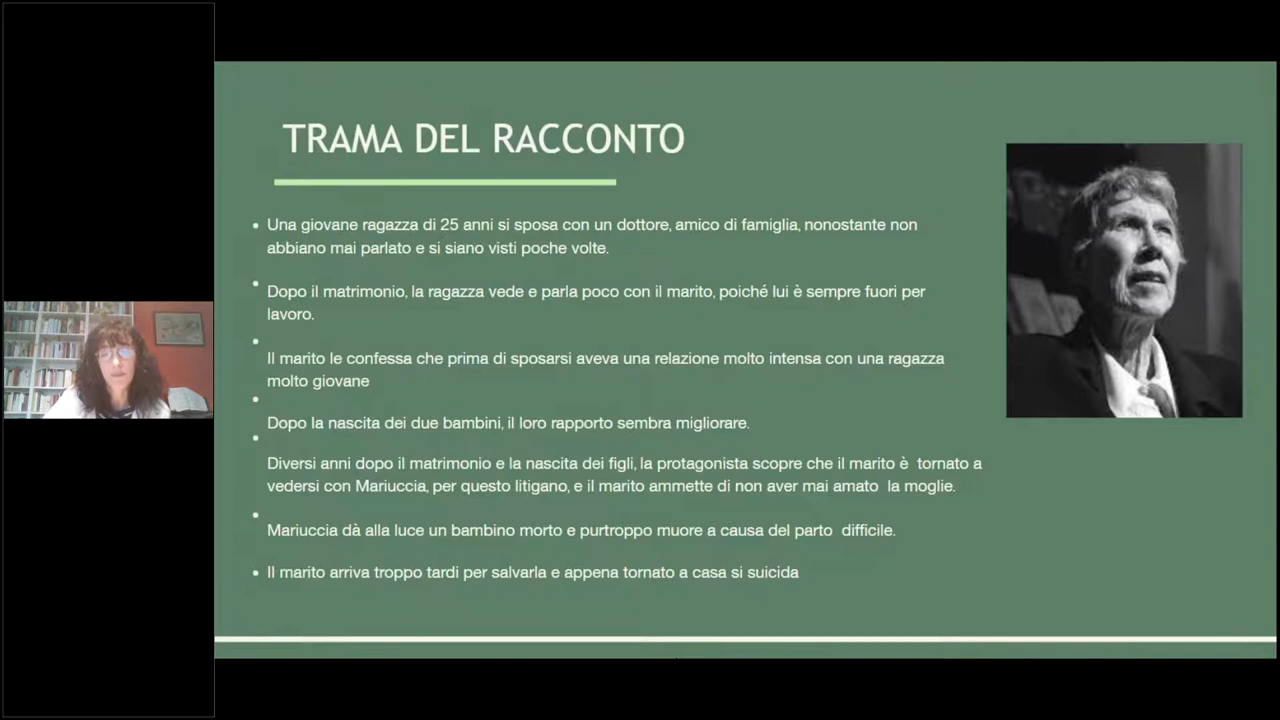 TRAMA DEL RACCONTO
• Una giovane ragazza di 25 anni si sposa con un dottore, amico di famiglia, nonostante non
abbiano mai parlato e si siano visti poche volte.
• Dopo il matrimonio, la ragazza vede e parla poco con il marito, poiché lui è sempre fuori per
lavoro.
• Il marito le confessa che prima di sposarsi aveva una relazione molto intensa con una ragazza
molto giovane
• Dopo la nascita dei due bambini, il loro rapporto sembra migliorare.
• Diversi anni dopo il matrimonio e la nascita dei figli, la protagonista scopre che il marito è  tornato a
vedersi con Mariuccia, per questo litigano, e il marito ammette di non aver mai amato  la moglie.
• Mariuccia dà alla luce un bambino morto e purtroppo muore a causa del parto  difficile.
• Il marito arriva troppo tardi per salvarla e appena tornato a casa si suicida